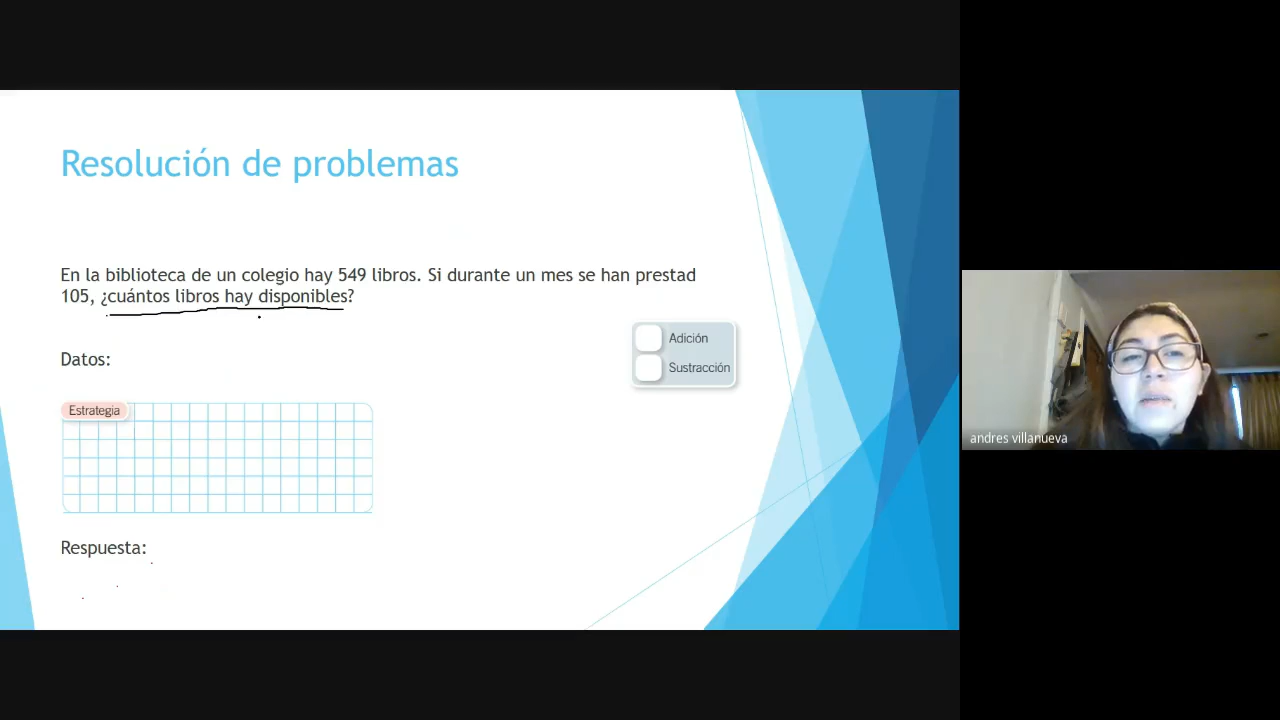 Resolución de problemas
En la biblioteca de un colegio hay 549 libros. Si durante un mes se han prestad
105, ¿cuántos libros hay disponibles?
Adición
Sustracción
Datos:
Estrategia
Respuesta:
andres villanueva